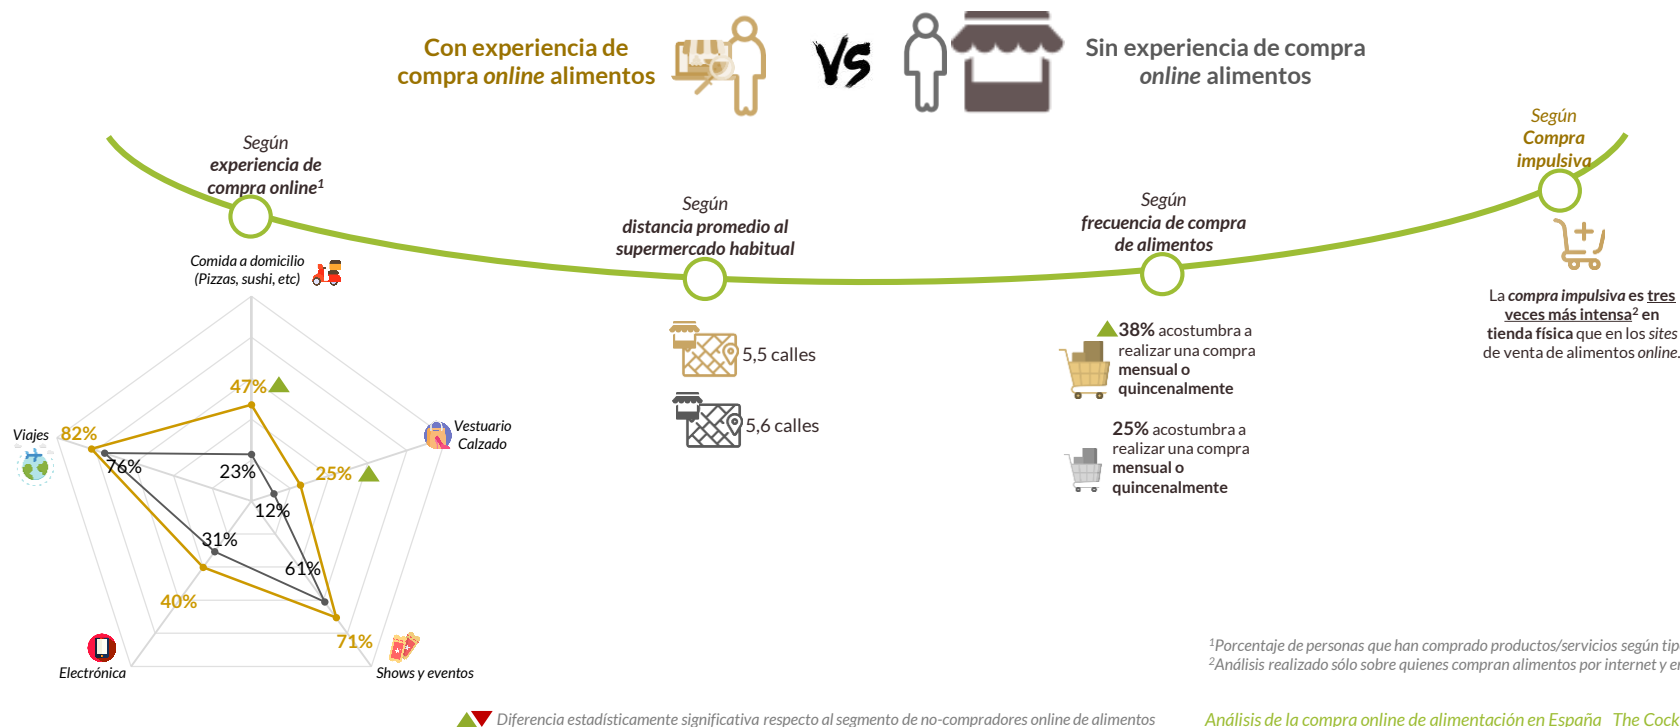 Con experiencia de
compra online alimentos
VS
Sin experiencia de compra
online alimentos
Según
experiencia de
compra online¹
Según
distancia promedio al
supermercado habitual
Según
frecuencia de compra
de alimentos
Según
Compra
impulsiva
Comida a domicilio
(Pizzas, sushi, etc)
47%
Vestuario
Calzado
Viajes
82%
76%
23%
25%
12%
31%
61%
40%
71%
Electrónica
Shows y eventos
5,5 calles
5,6 calles
38% acostumbra a
realizar una compra
mensual o
quincenalmente
25% acostumbra a
realizar una compra
mensual o
quincenalmente
La compra impulsiva es tres
veces más intensa² en
tienda física que en los sites
de venta de alimentos online.
¹Porcentaje de personas que han comprado productos/servicios según tip
²Análisis realizado sólo sobre quienes compran alimentos por internet y
Diferencia estadísticamente significativa respecto al segmento de no-compradores online de alimentos
Análisis de la compra online de alimentación en España The Cock